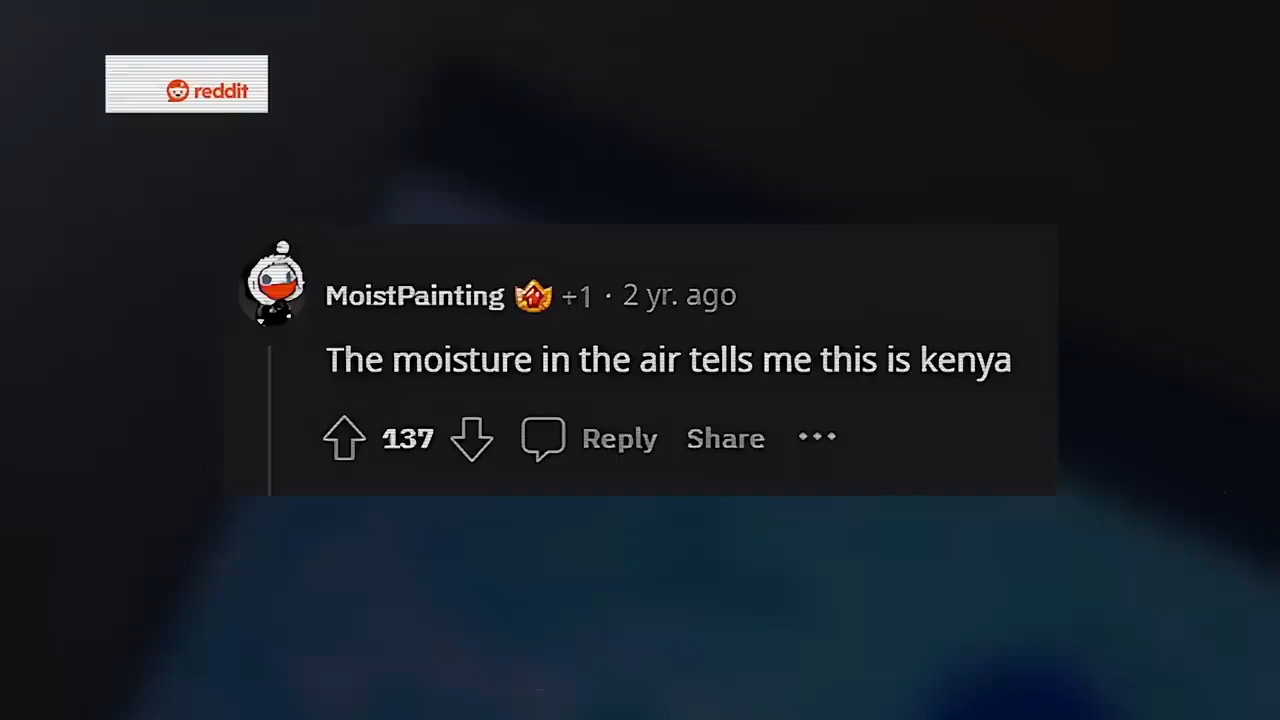 reddit
MoistPainting +1 · 2 yr. ago
The moisture in the air tells me this is kenya
137 Reply Share ...